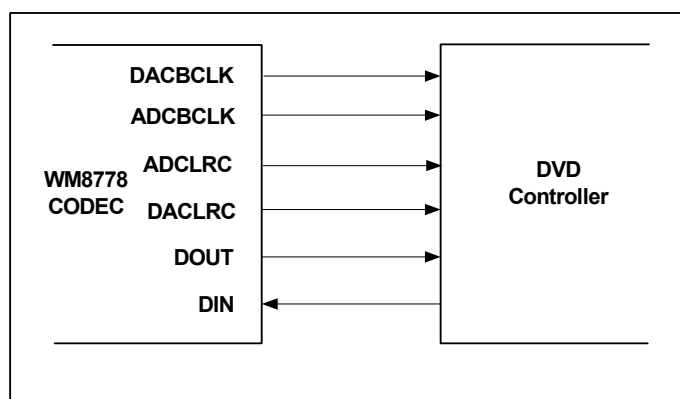 DACBCLK
ADCBCLK
ADCLRC
WM8778
CODEC
DACLRC
DOUT
DIN
DVD
Controller